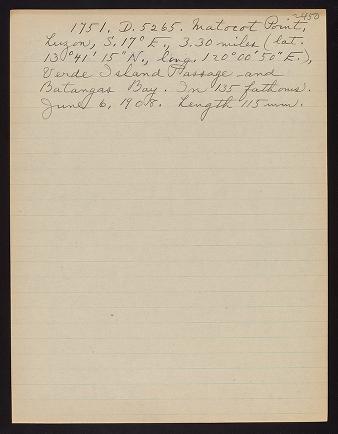 2450
1751. D. 5265. Matocot Point,
Luzon, S. 17° E., 3.30 miles (lat.
13°41'15"N., long. 120°00'50"E.),
Verde Island Passage and
Batangas Bay. In 135 fathoms.
June 6, 1908. Length 115 mm.